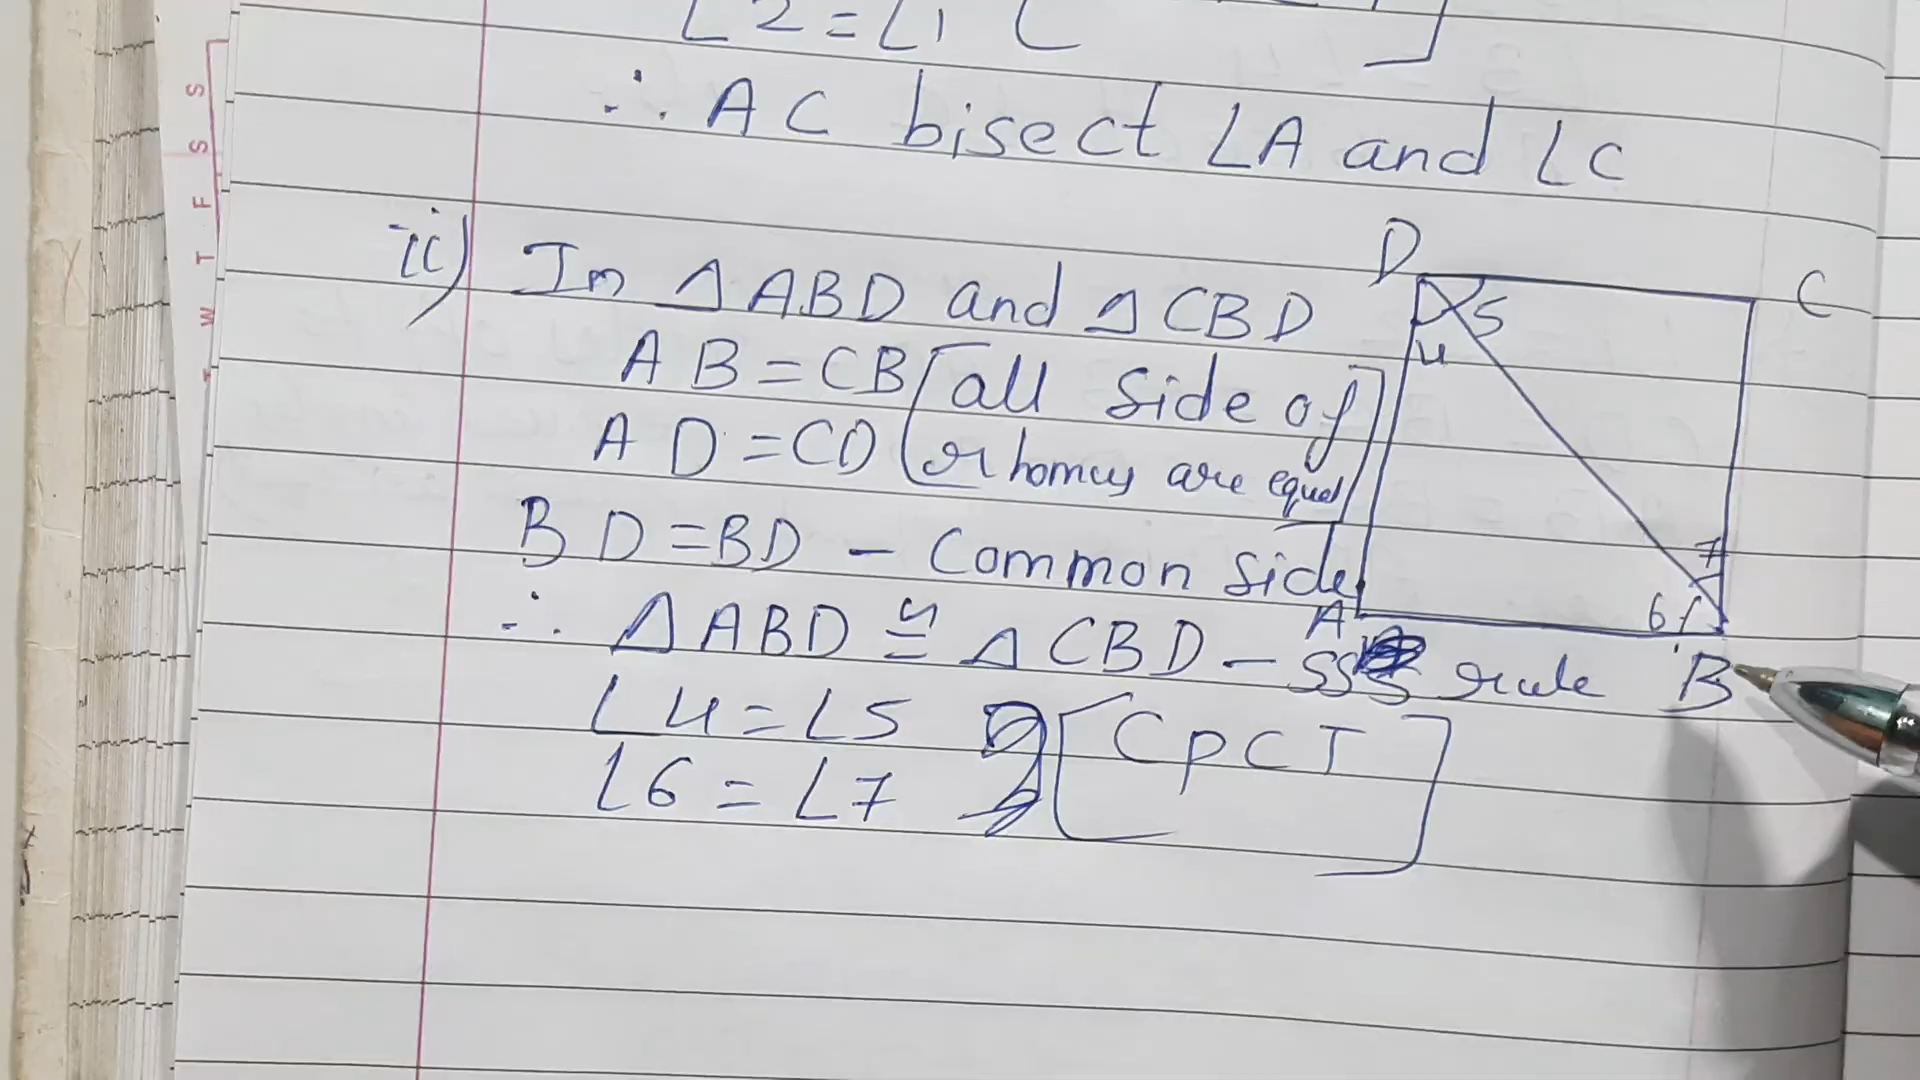 ∠2 = ∠1
∴ AC bisect ∠A and ∠C
ii) In △ABD and △CBD
AB = CB [all side of
AD = CD rhomus are equal]
BD = BD – Common side
∴ △ABD ≅ △CBD – SSS rule
∠4 = ∠5 [CPCT]
∠6 = ∠7
D
C
5
4
7
6
A
B
S
S
F
T
W
T